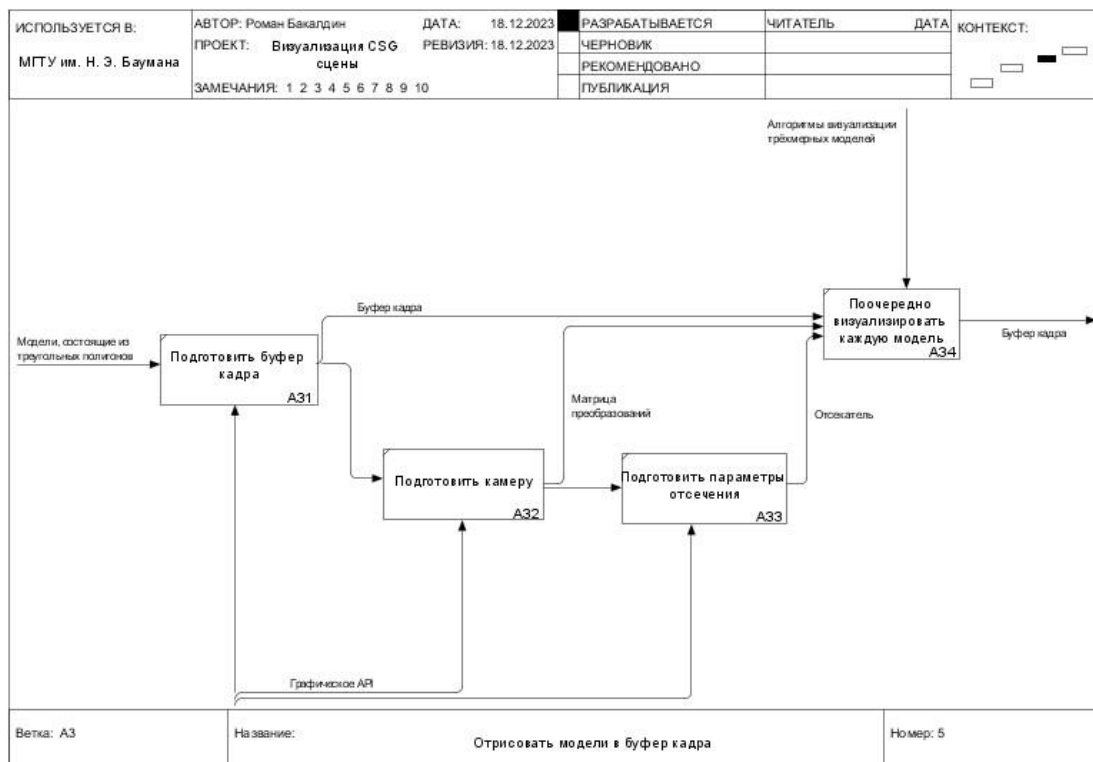 ИСПОЛЬЗУЕТСЯ В:
МГТУ им. Н. Э. Баумана
АВТОР: Роман Бакалдин
ДАТА: 18.12.2023
ПРОЕКТ: Визуализация CSG
сцены
РЕВИЗИЯ: 18.12.2023
ЗАМЕЧАНИЯ: 1 2 3 4 5 6 7 8 9 10
РАЗРАБАТЫВАЕТСЯ
ЧЕРНОВИК
РЕКОМЕНДОВАНО
ПУБЛИКАЦИЯ
ЧИТАТЕЛЬ
ДАТА
КОНТЕКСТ:
Алгоритмы визуализации
трёхмерных моделей
Буфер кадра
Поочередно
визуализировать
каждую модель
A34
Буфер кадра
Модели, состоящие из
треугольных полигонов
Подготовить буфер
кадра
A31
Матрица
преобразований
Отсекатель
Подготовить камеру
A32
Подготовить параметры
отсечения
A33
Графическое API
Ветка: A3
Название:
Отрисовать модели в буфер кадра
Номер: 5